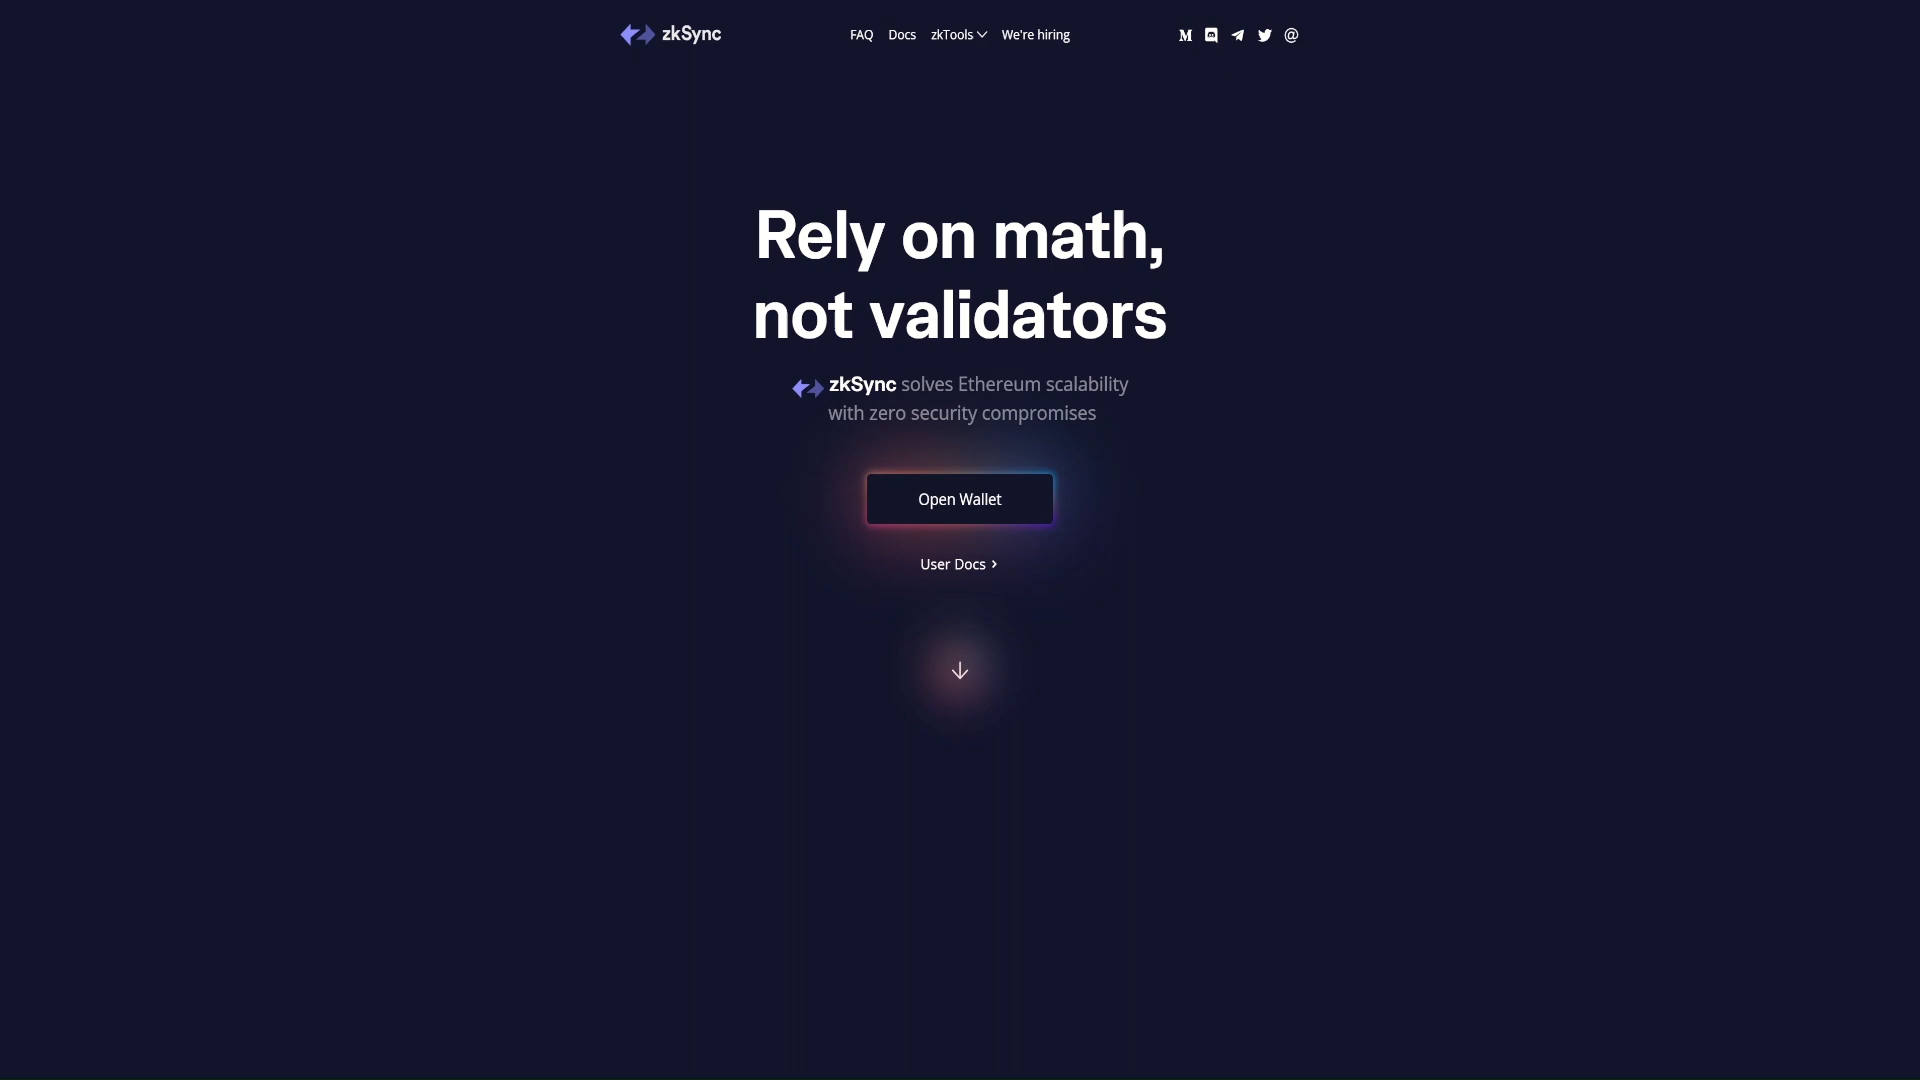 zkSync
FAQ Docs zkTools We're hiring
Rely on math,
not validators
zkSync solves Ethereum scalability
with zero security compromises
Open Wallet
User Docs